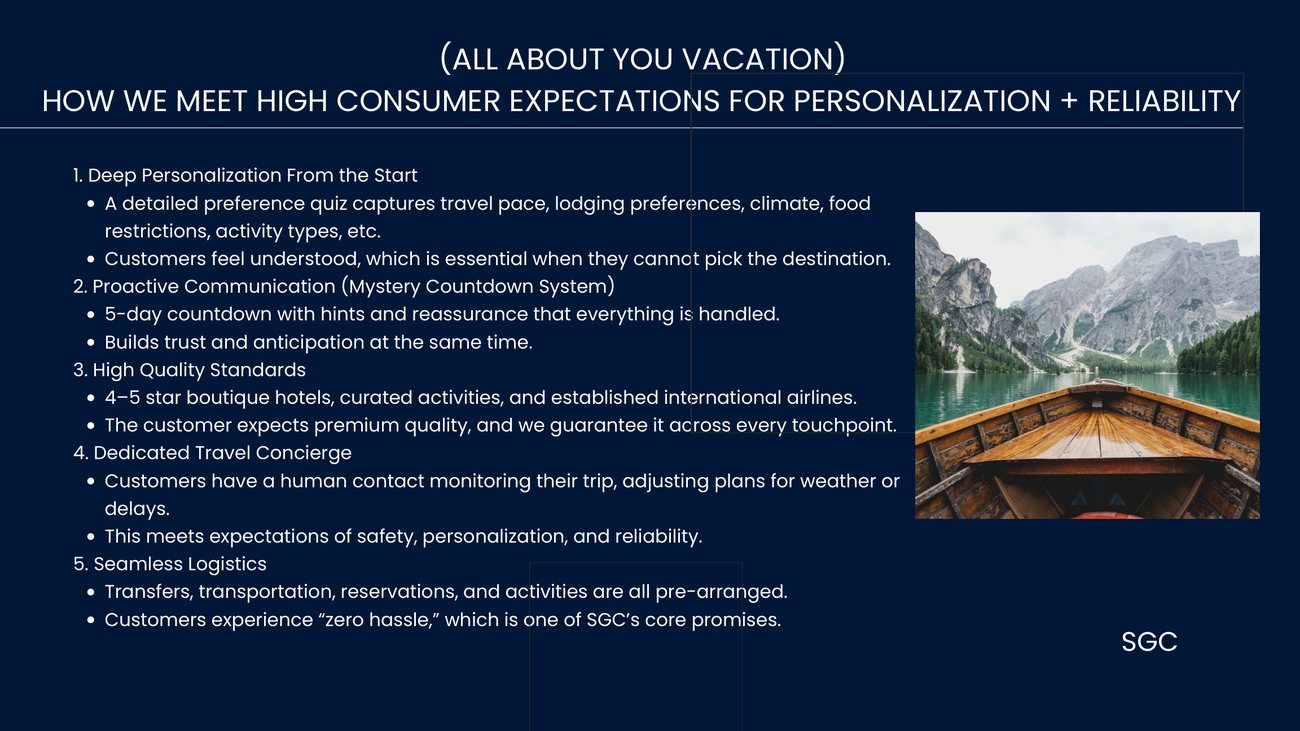 (ALL ABOUT YOU VACATION)
HOW WE MEET HIGH CONSUMER EXPECTATIONS FOR PERSONALIZATION + RELIABILITY
1. Deep Personalization From the Start
• A detailed preference quiz captures travel pace, lodging preferences, climate, food
restrictions, activity types, etc.
• Customers feel understood, which is essential when they cannot pick the destination.
2. Proactive Communication (Mystery Countdown System)
• 5-day countdown with hints and reassurance that everything is handled.
• Builds trust and anticipation at the same time.
3. High Quality Standards
• 4–5 star boutique hotels, curated activities, and established international airlines.
• The customer expects premium quality, and we guarantee it across every touchpoint.
4. Dedicated Travel Concierge
• Customers have a human contact monitoring their trip, adjusting plans for weather or
delays.
• This meets expectations of safety, personalization, and reliability.
5. Seamless Logistics
• Transfers, transportation, reservations, and activities are all pre-arranged.
• Customers experience “zero hassle,” which is one of SGC’s core promises.
SGC